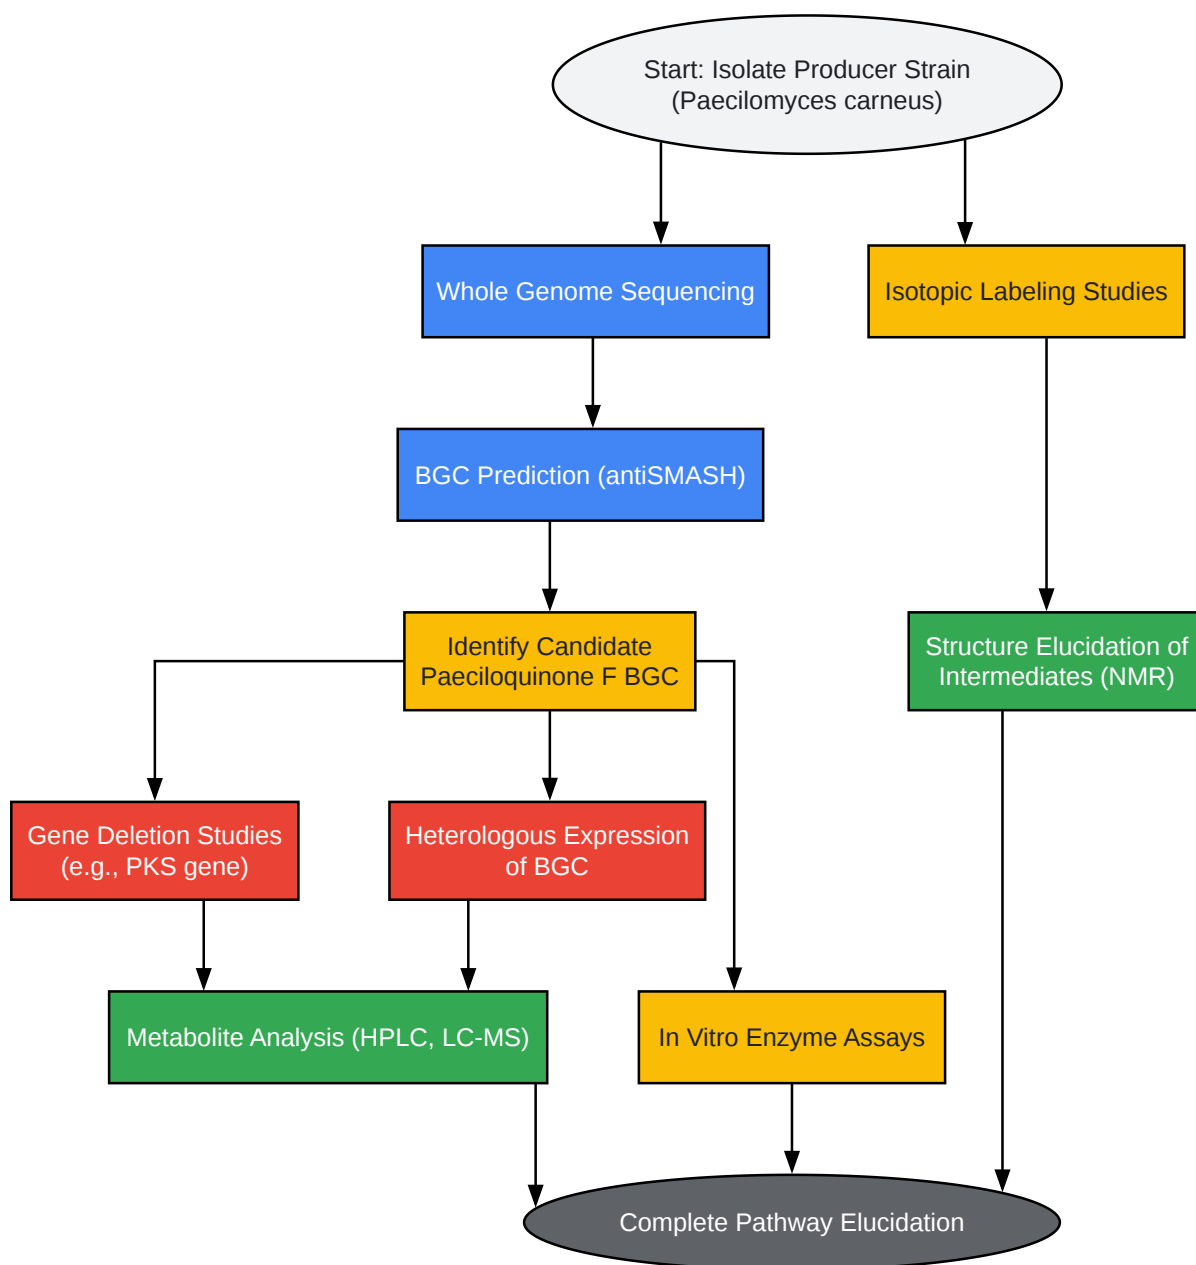 Start: Isolate Producer Strain
(Paecilomyces carneus)
Whole Genome Sequencing
Isotopic Labeling Studies
BGC Prediction (antiSMASH)
Identify Candidate
Paeciloquinone F BGC
Structure Elucidation of
Intermediates (NMR)
Gene Deletion Studies
(e.g., PKS gene)
Heterologous Expression
of BGC
Metabolite Analysis (HPLC, LC-MS)
In Vitro Enzyme Assays
Complete Pathway Elucidation